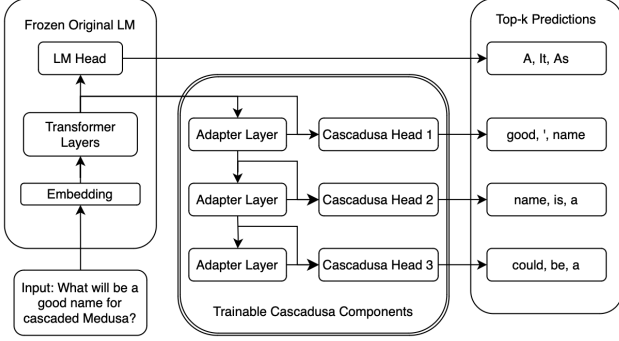 Frozen Original LM
LM Head
Transformer
Layers
Embedding
Input: What will be a
good name for
cascaded Medusa?
Adapter Layer
Cascadusa Head 1
Adapter Layer
Cascadusa Head 2
Adapter Layer
Cascadusa Head 3
Trainable Cascadusa Components
Top-k Predictions
A, It, As
good, ', name
name, is, a
could, be, a